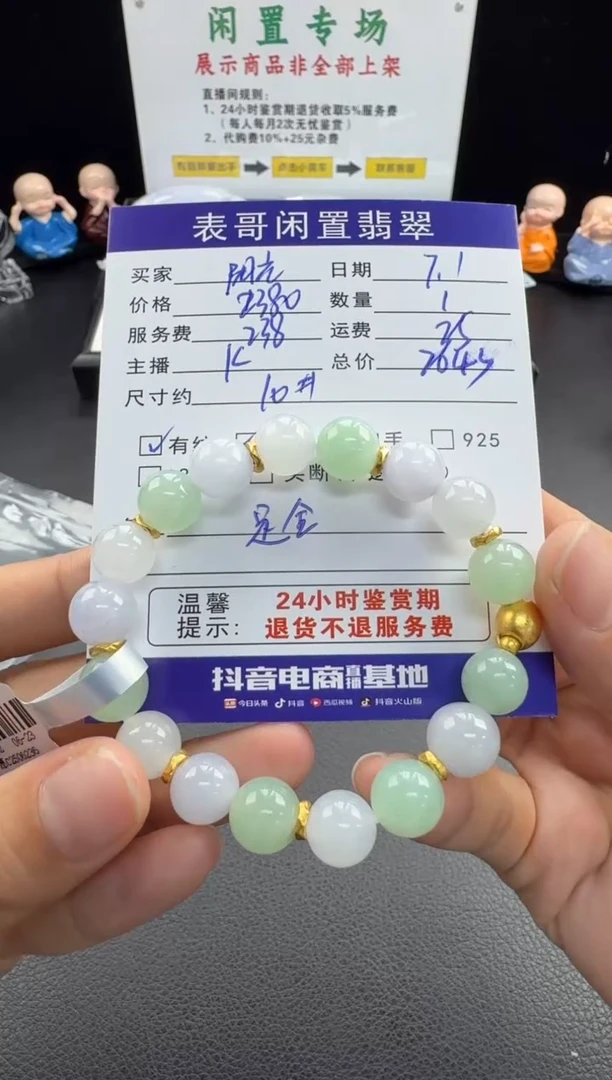 闲置专场
展示商品非全部上架
直播间规则:
1、24小时鉴赏期退货收取5%服务费
(每人每月2次无忧鉴赏)
2、代购费10%+25元杂费
表哥闲置翡翠
买家 日期 7.1
价格 2380 数量 1
服务费 238 运费 25
主播 K 总价 2643
尺寸约 10#
有 手 925
足金
温馨 24小时鉴赏期
提示: 退货不退服务费
抖音电商直播基地
今日头条 抖音 西瓜视频 抖音火山版